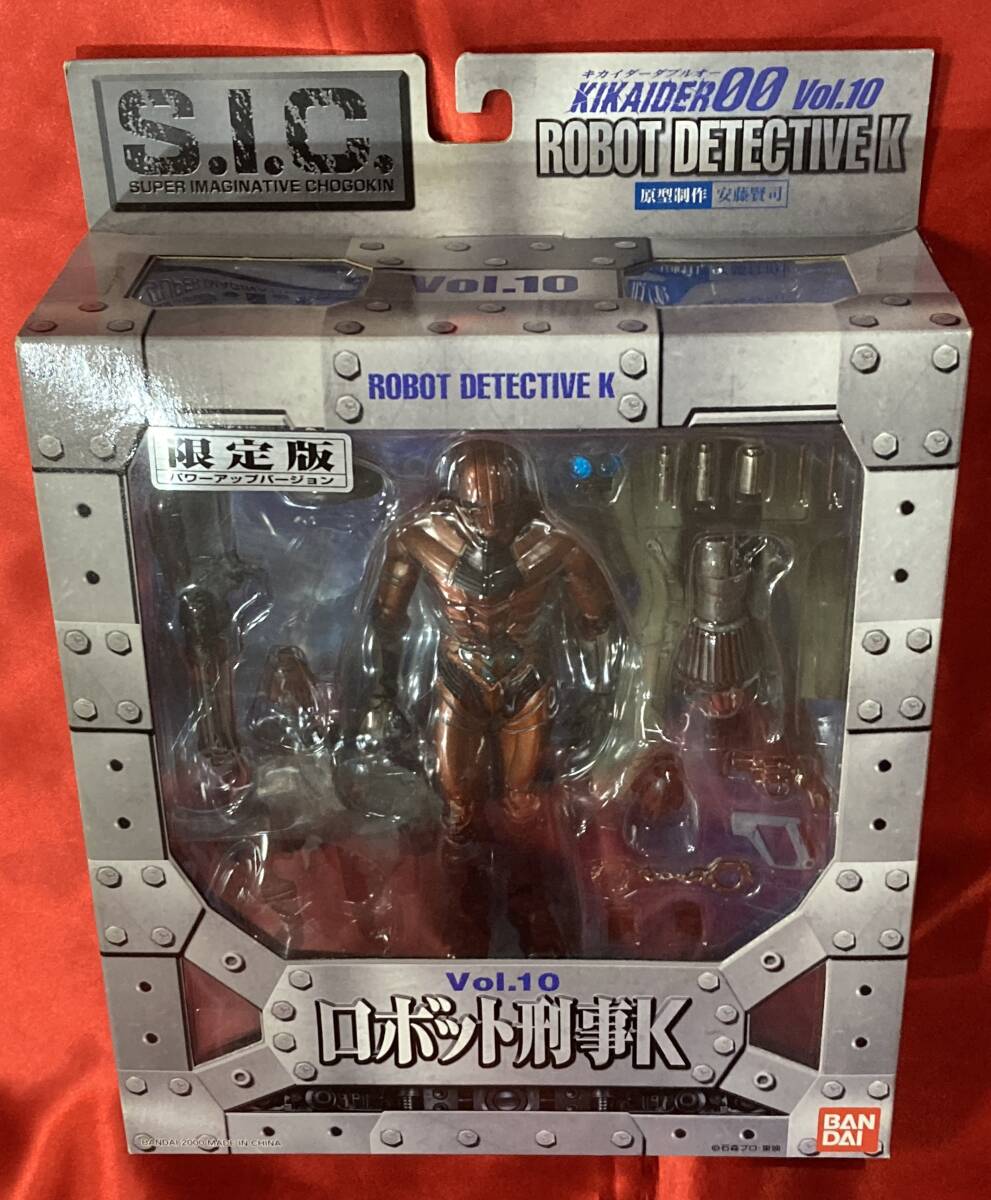 S.I.C.
SUPER IMAGINATIVE CHOGOKIN
キカイダーダブルオー
KIKAIDER00 Vol.10
ROBOT DETECTIVE K
原型制作 安藤賢司
Vol.10
ROBOT DETECTIVE K
限定版
パワーアップバージョン
Vol.10
ロボット刑事K
BANDAI 2000 MADE IN CHINA
©石森プロ・東映
BAN
DAI